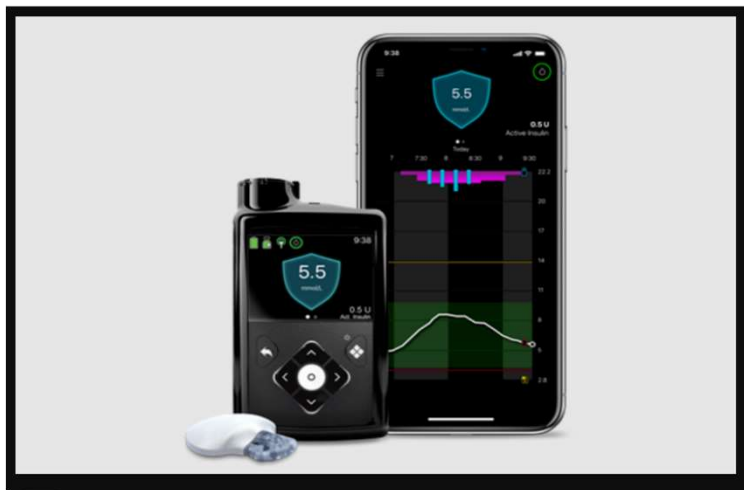 9:38
5.5
mmol/L
0.5 U
Active Insulin
Today
7 7:30 8 8:30 9 9:30
22.2
20
17
14
11
8
5
2.8
9:38
5.5
mmol/L
0.5 U
Act. Insulin